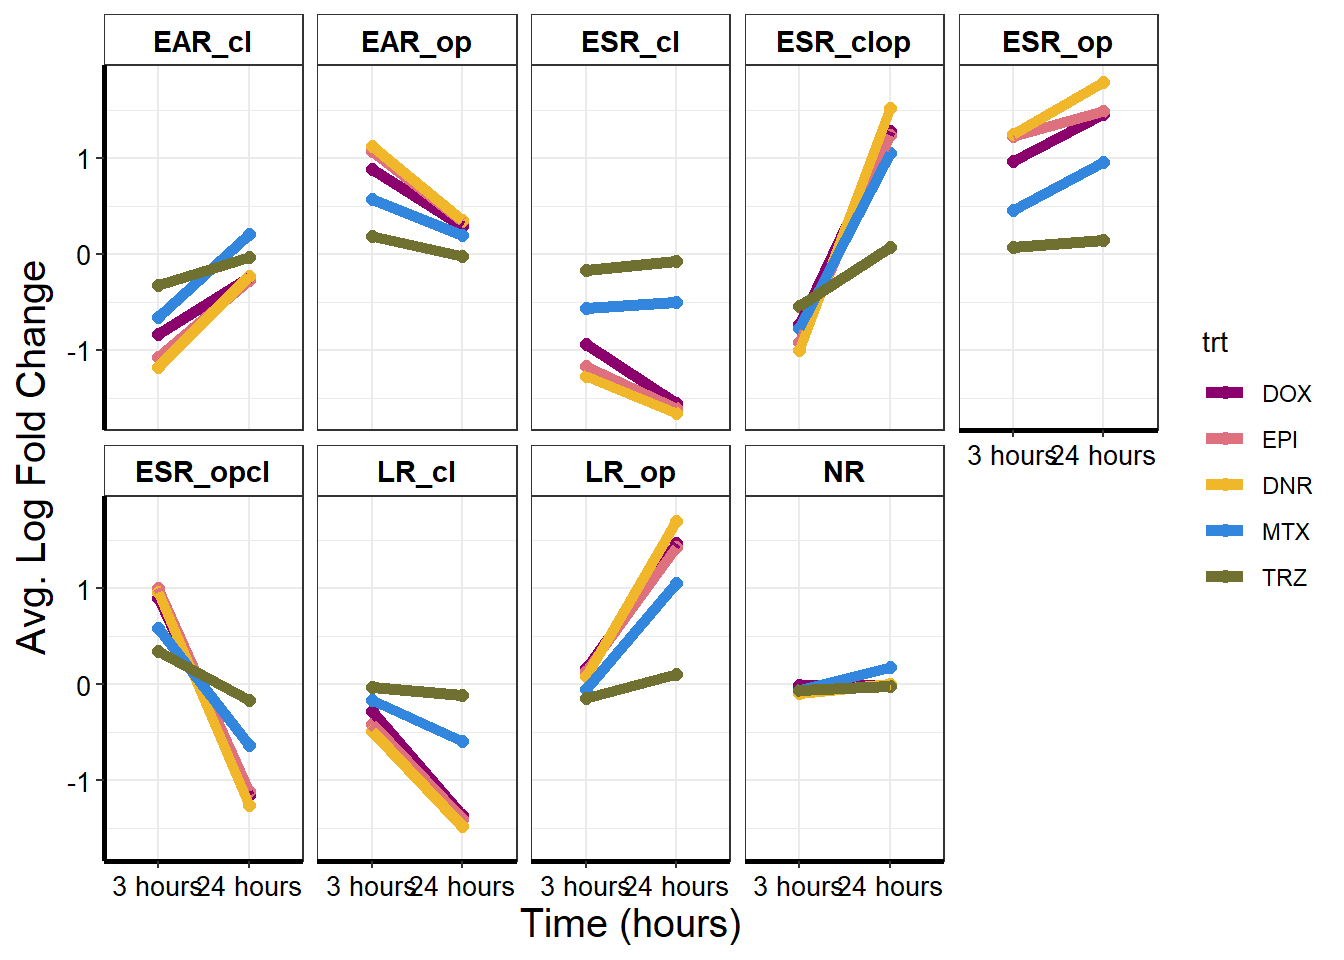 EAR_cl EAR_op ESR_cl ESR_clop ESR_op
1
0
-1
3 hours 24 hours
ESR_opcl LR_cl LR_op NR
1
0
-1
3 hours 24 hours 3 hours 24 hours 3 hours 24 hours 3 hours 24 hours
Time (hours)
Avg. Log Fold Change
trt
DOX
EPI
DNR
MTX
TRZ